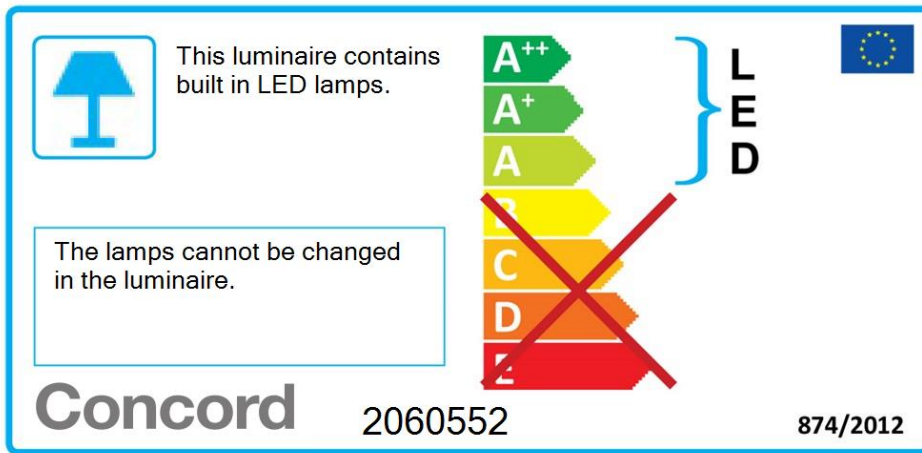 This luminaire contains
built in LED lamps.
The lamps cannot be changed
in the luminaire.
A++
A+
A
B
C
D
E
L
E
D
Concord
2060552
874/2012